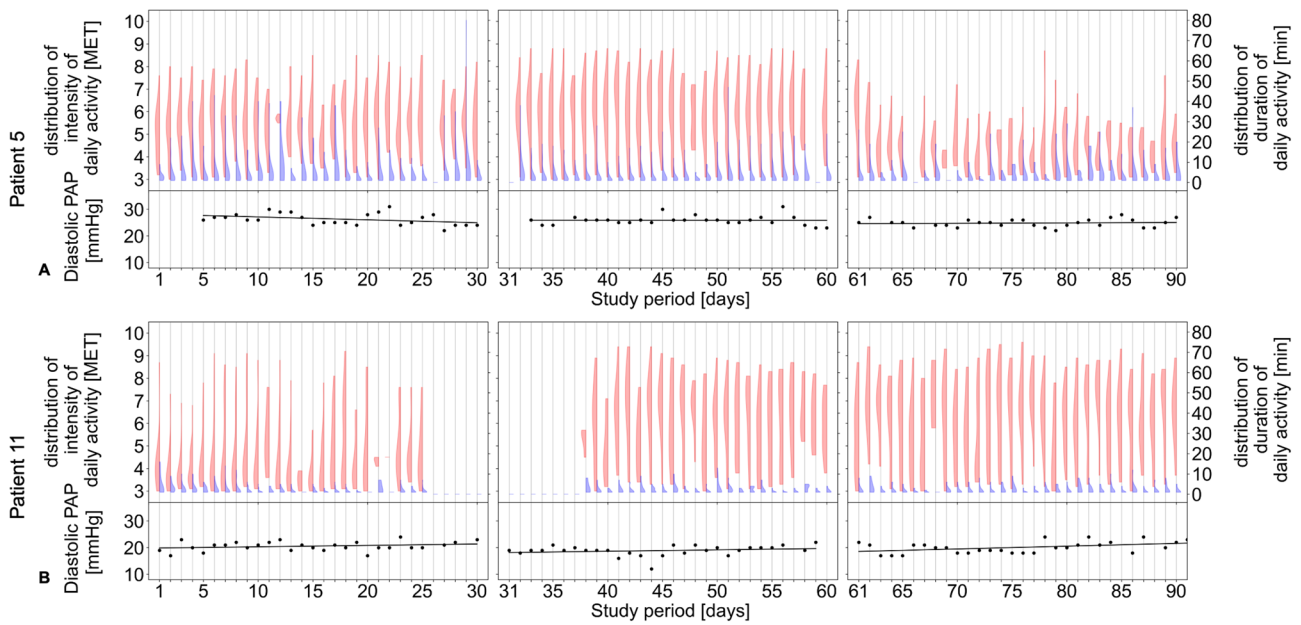 Patient 5
distribution of
intensity of
daily activity [MET]
10
9
8
7
6
5
4
3
80
70
60
50
40
30
20
10
0
distribution of
duration of
daily activity [min]
Diastolic PAP
[mmHg]
30
20
10
A
1 5 10 15 20 25 30 31 35 40 45 50 55 60 61 65 70 75 80 85 90
Study period [days]
Patient 11
distribution of
intensity of
daily activity [MET]
10
9
8
7
6
5
4
3
80
70
60
50
40
30
20
10
0
distribution of
duration of
daily activity [min]
Diastolic PAP
[mmHg]
30
20
10
B
1 5 10 15 20 25 30 31 35 40 45 50 55 60 61 65 70 75 80 85 90
Study period [days]